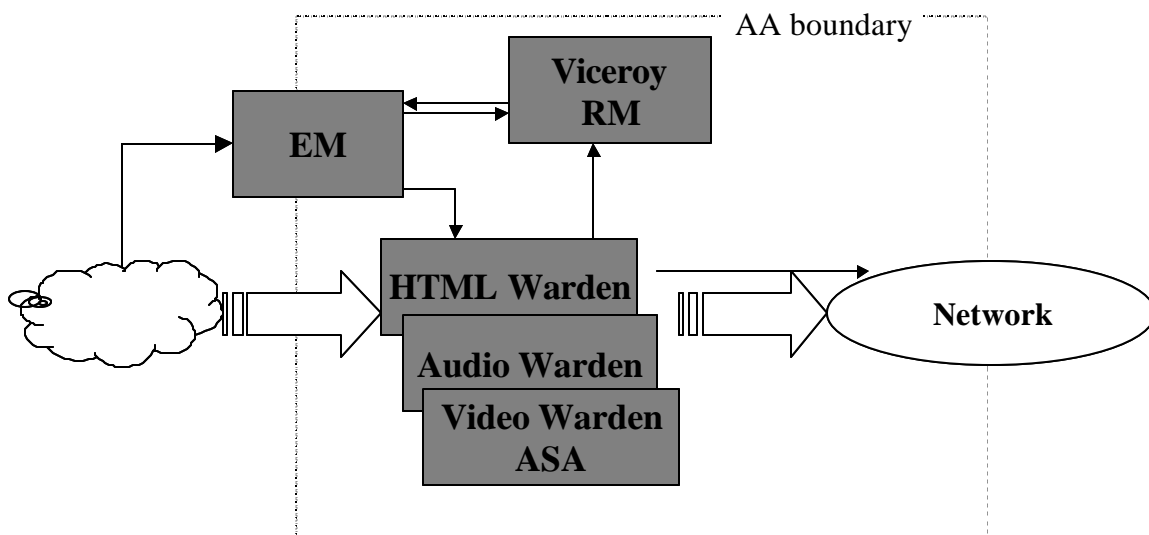 AA boundary
Viceroy
RM
EM
HTML Warden
Network
Audio Warden
Video Warden
ASA